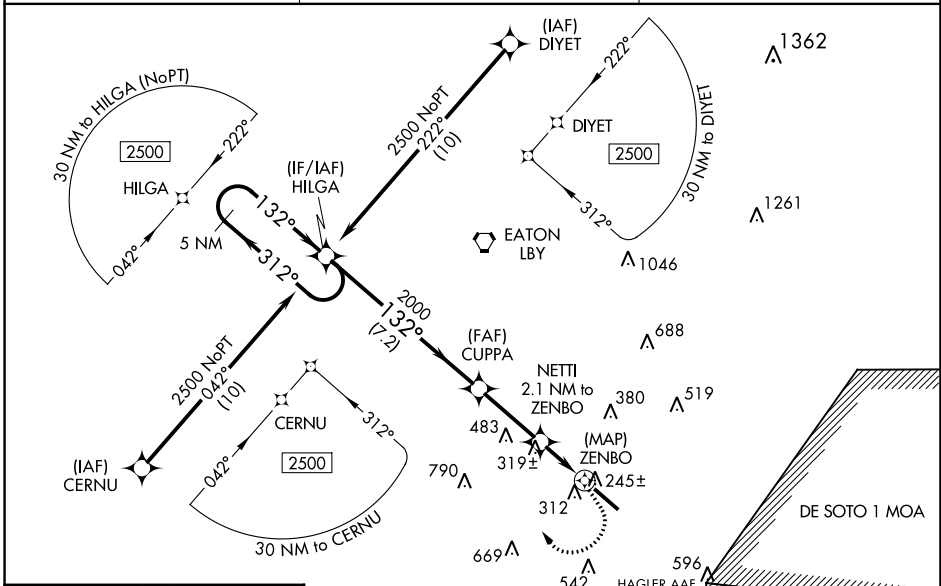 (IAF)
DIYET
1362
30 NM to HILGA (NoPT)
2500
222°
HILGA
042°
2500 NoPT
222°
(10)
222°
DIYET
2500
30 NM to DIYET
312°
(IF/IAF)
HILGA
132°
5 NM
312°
EATON
LBY
1261
1046
2000
132°
(7.2)
688
(FAF)
CUPPA
NETTI
2.1 NM to
ZENBO
2500 NoPT
042°
(10)
380
519
CERNU
042°
312°
2500
30 NM to CERNU
(IAF)
CERNU
483
319±
(MAP)
ZENBO
790
245±
312
DE SOTO 1 MOA
669
542
596
HAGLER AAF